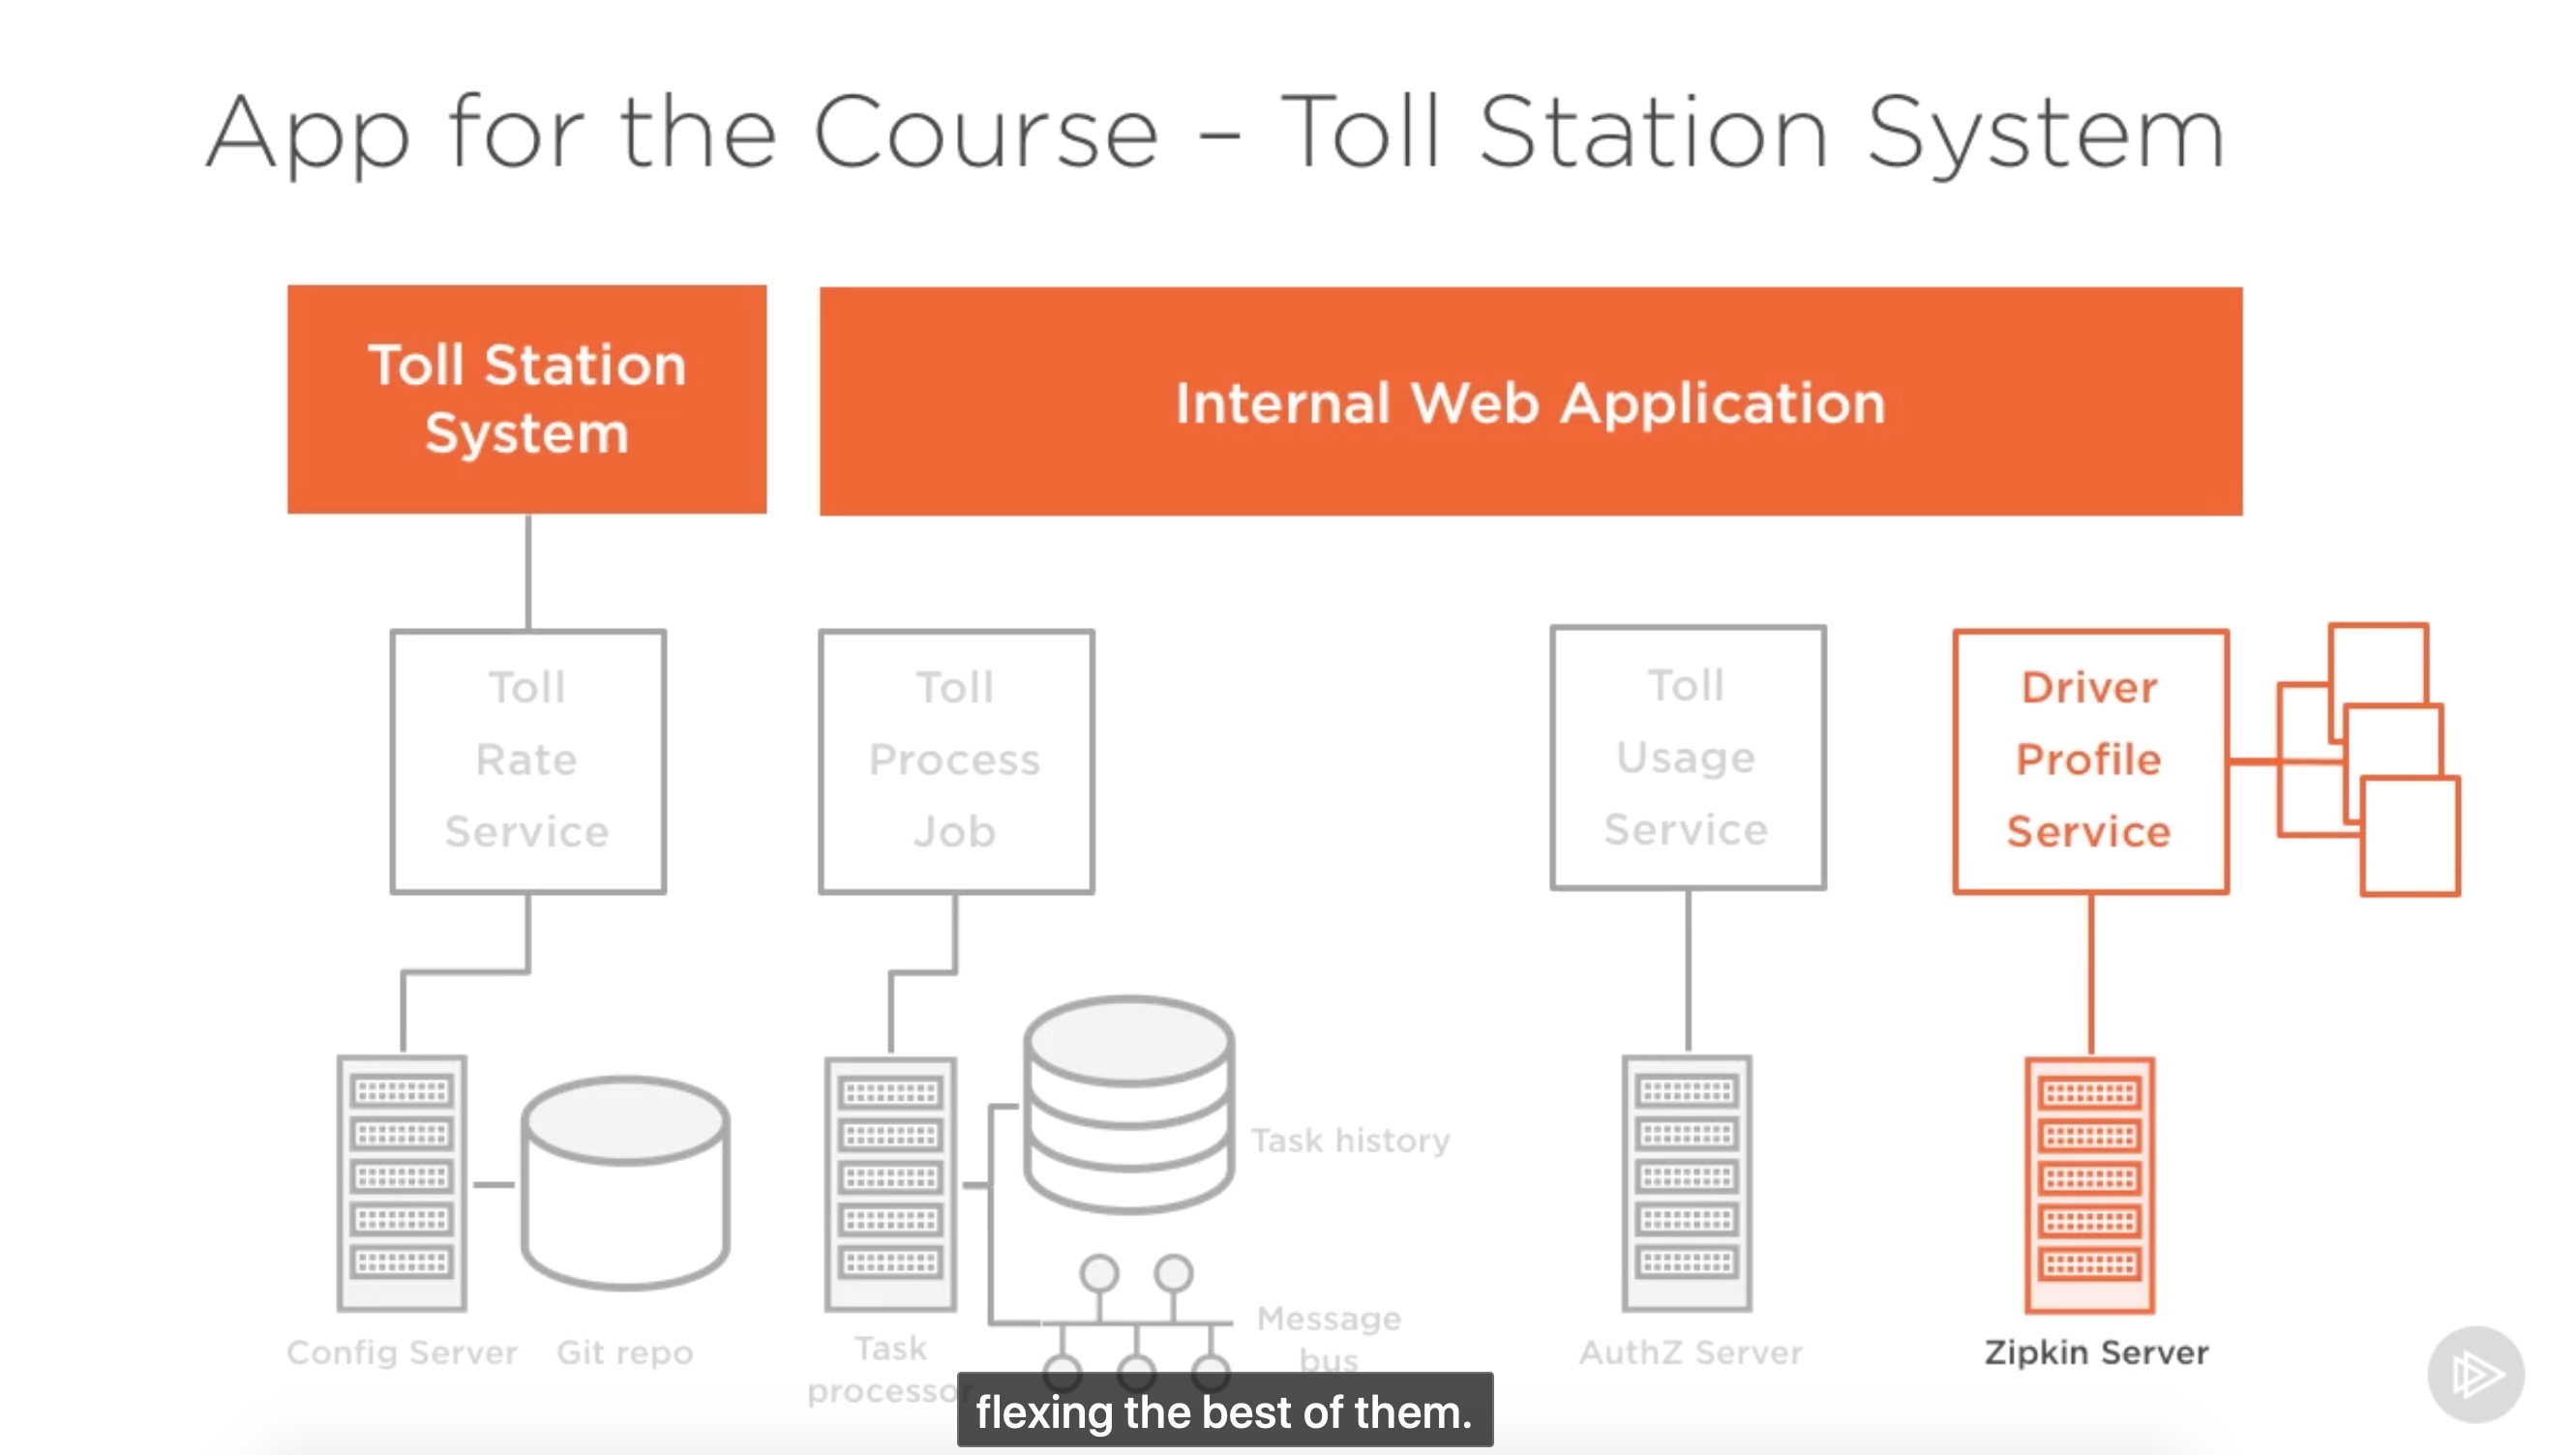 App for the Course – Toll Station System
Toll Station
System
Internal Web Application
Toll
Rate
Service
Toll
Process
Job
Toll
Usage
Service
Driver
Profile
Service
Task history
Config Server
Git repo
Task
processor
Message
bus
AuthZ Server
Zipkin Server
flexing the best of them.